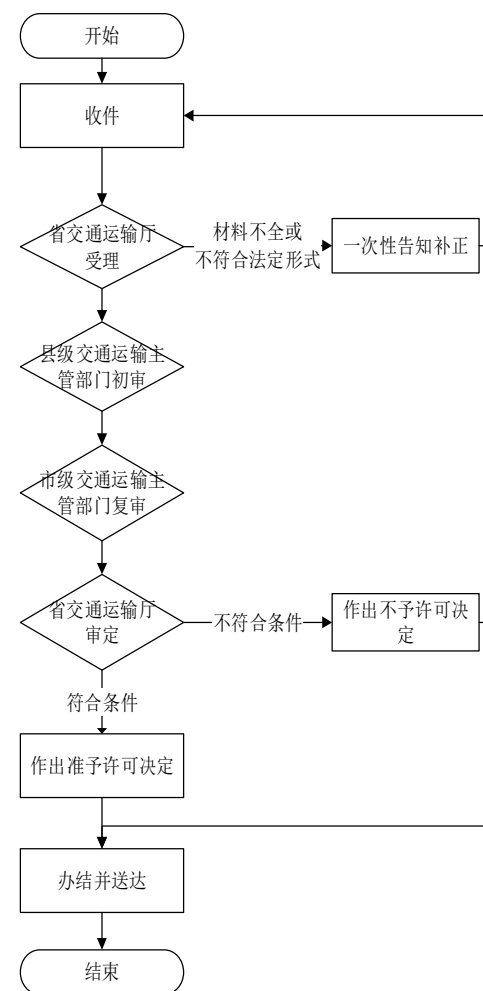 开始
收件
省交通运输厅
受理
材料不全或
不符合法定形式
一次性告知补正
县级交通运输主
管部门初审
市级交通运输主
管部门复审
省交通运输厅
审定
不符合条件
作出不予许可决
定
符合条件
作出准予许可决定
办结并送达
结束